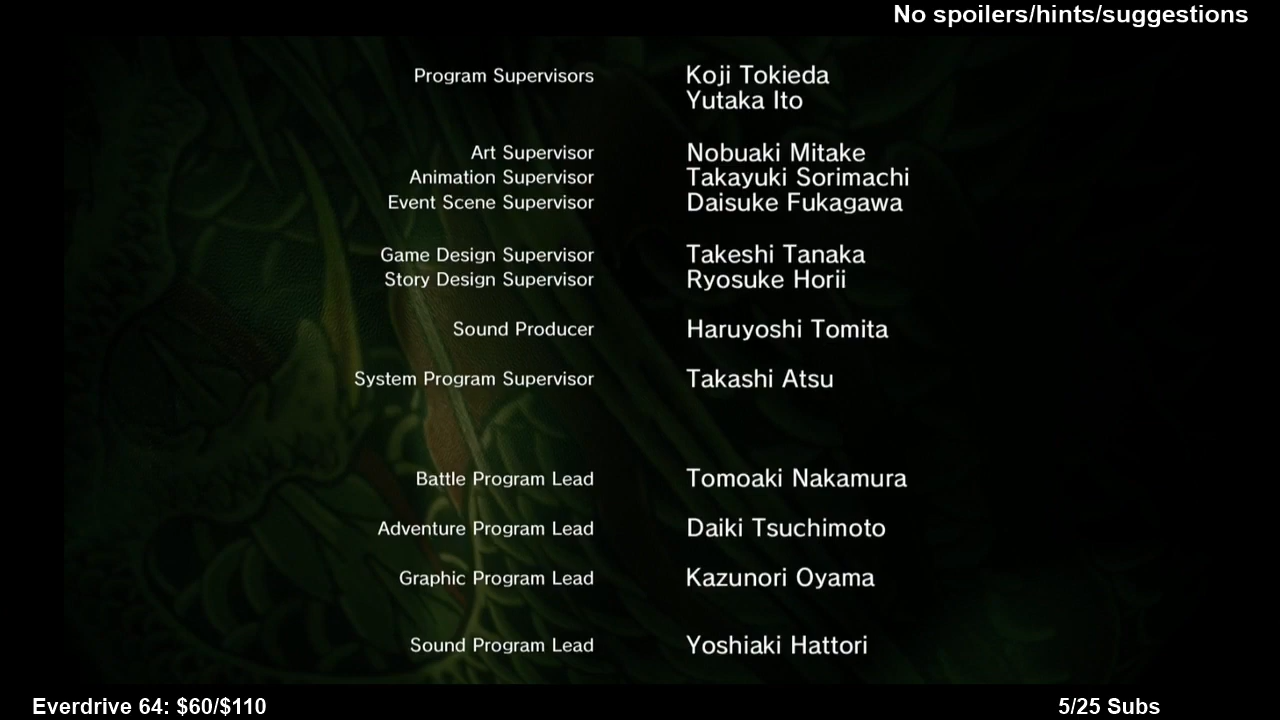 No spoilers/hints/suggestions
Program Supervisors Koji Tokieda
Yutaka Ito
Art Supervisor Nobuaki Mitake
Animation Supervisor Takayuki Sorimachi
Event Scene Supervisor Daisuke Fukagawa
Game Design Supervisor Takeshi Tanaka
Story Design Supervisor Ryosuke Horii
Sound Producer Haruyoshi Tomita
System Program Supervisor Takashi Atsu
Battle Program Lead Tomoaki Nakamura
Adventure Program Lead Daiki Tsuchimoto
Graphic Program Lead Kazunori Oyama
Sound Program Lead Yoshiaki Hattori
Everdrive 64: $60/$110 5/25 Subs